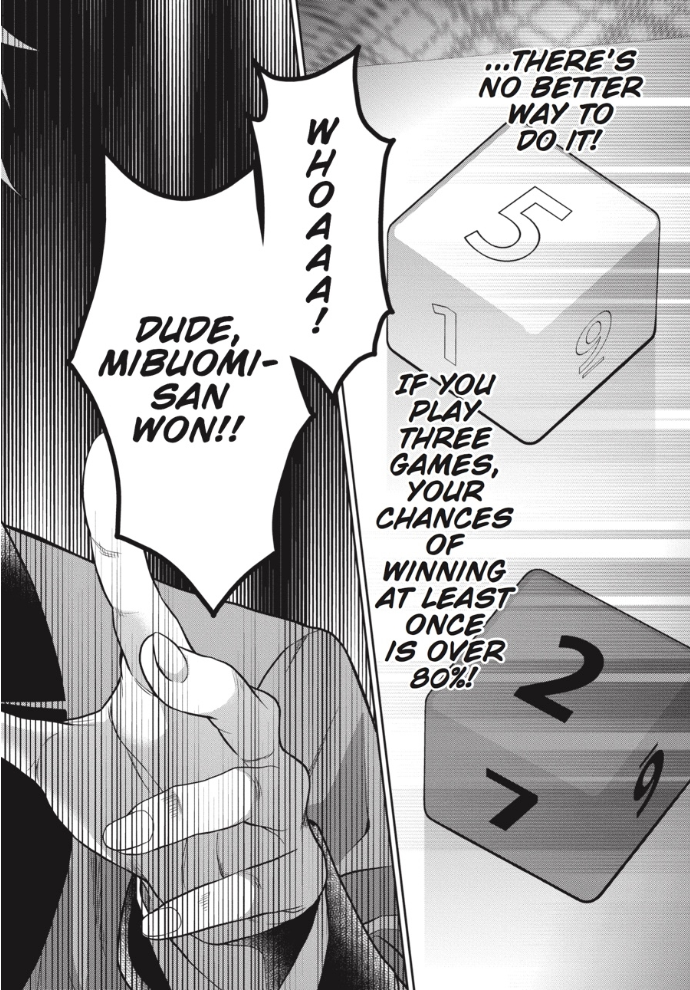 ...THERE'S
NO BETTER
WAY TO
DO IT!
5
1
9
IF YOU
PLAY
THREE
GAMES,
YOUR
CHANCES
OF
WINNING
AT LEAST
ONCE
IS OVER
80%!
2
7
9
WHOAAA!
DUDE,
MIBUOMI-
SAN
WON!!